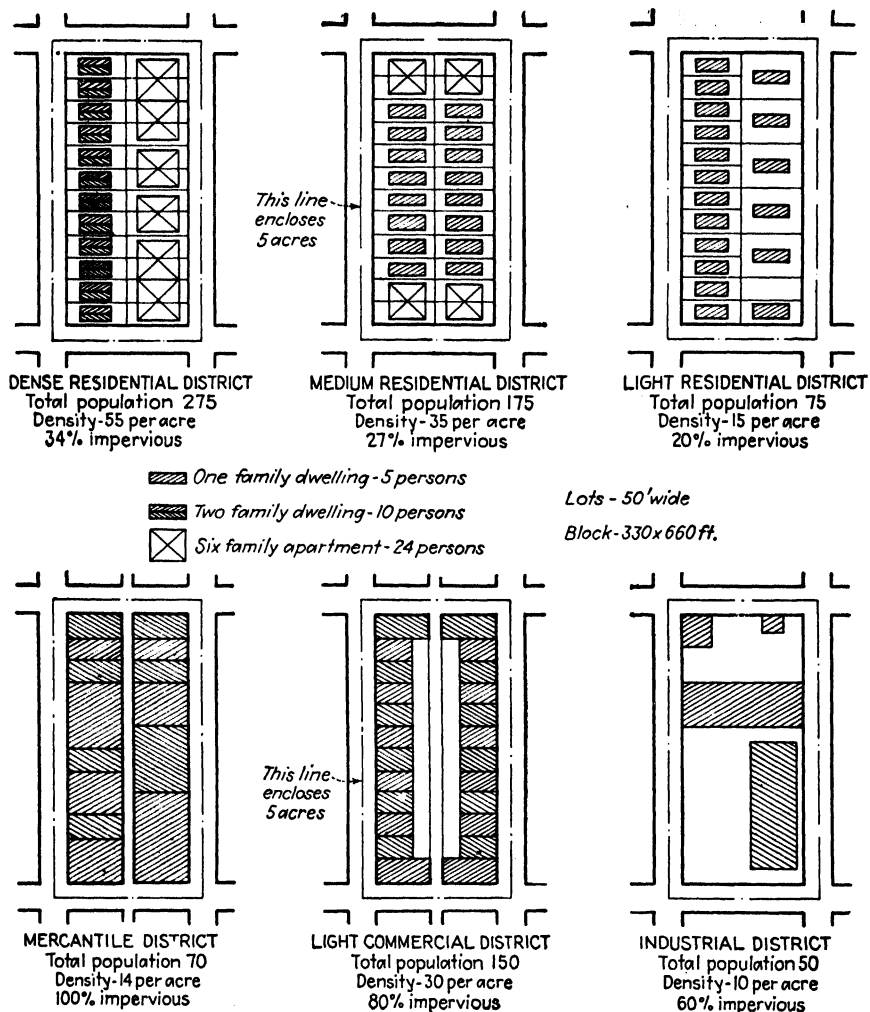 This line
encloses
5 acres
DENSE RESIDENTIAL DISTRICT
Total population 275
Density-55 per acre
34% impervious
MEDIUM RESIDENTIAL DISTRICT
Total population 175
Density-35 per acre
27% impervious
LIGHT RESIDENTIAL DISTRICT
Total population 75
Density-15 per acre
20% impervious
One family dwelling-5 persons
Two family dwelling-10 persons
Six family apartment-24 persons
Lots-50'wide
Block-330x660ft.
This line
encloses
5 acres
MERCANTILE DISTRICT
Total population 70
Density-14 per acre
100% impervious
LIGHT COMMERCIAL DISTRICT
Total population 150
Density-30 per acre
80% impervious
INDUSTRIAL DISTRICT
Total population 50
Density-10 per acre
60% impervious